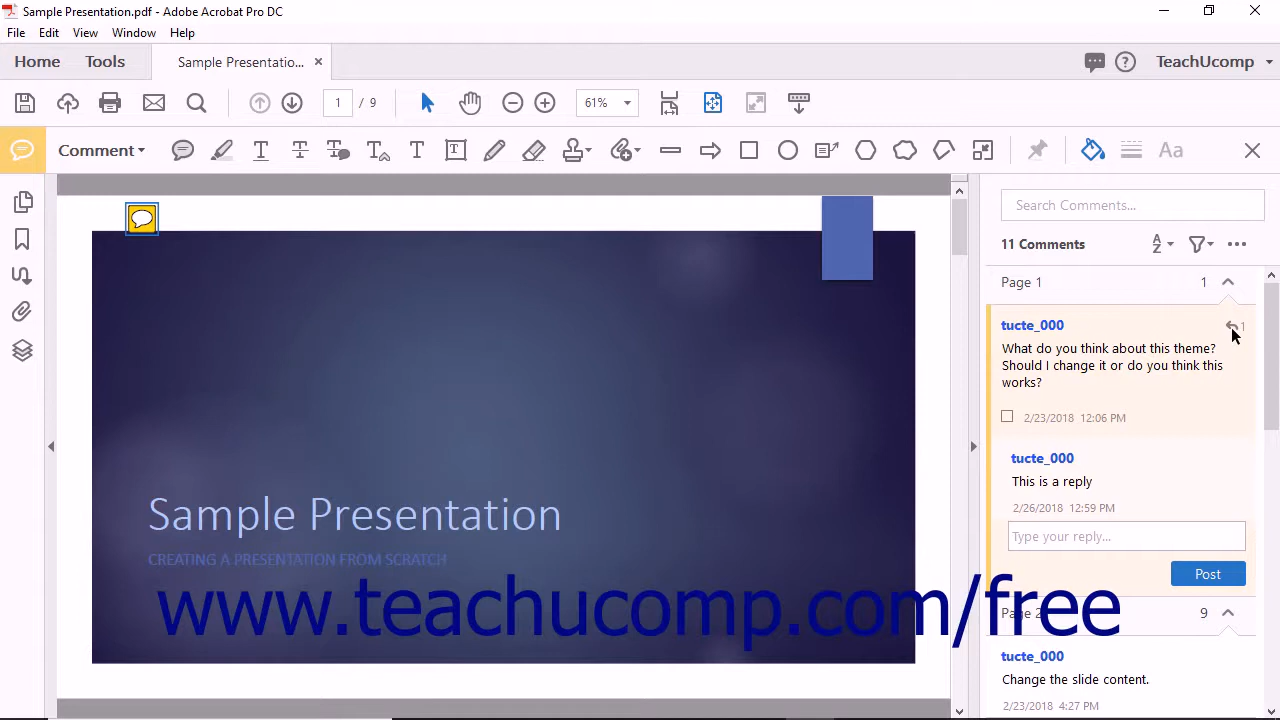 Sample Presentation.pdf - Adobe Acrobat Pro DC
File Edit View Window Help
Home Tools Sample Presentatio... TeachUcomp
1 / 9 61%
Comment Aa
Search Comments...
11 Comments
Page 1 1
tucte_000 1
What do you think about this theme?
Should I change it or do you think this
works?
2/23/2018 12:06 PM
tucte_000
This is a reply
2/26/2018 12:59 PM
Type your reply...
Post
Page 2 9
tucte_000
Change the slide content.
2/23/2018 4:27 PM
Sample Presentation
CREATING A PRESENTATION FROM SCRATCH
www.teachucomp.com/free